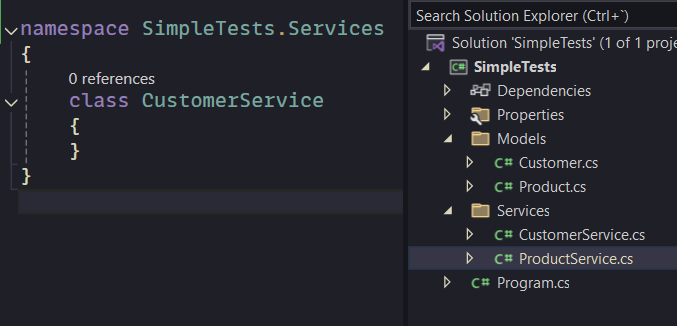 namespace SimpleTests.Services
{
0 references
class CustomerService
{
}
}
Search Solution Explorer (Ctrl+`)
Solution 'SimpleTests' (1 of 1 proje
C# SimpleTests
Dependencies
Properties
Models
C# Customer.cs
C# Product.cs
Services
C# CustomerService.cs
C# ProductService.cs
C# Program.cs